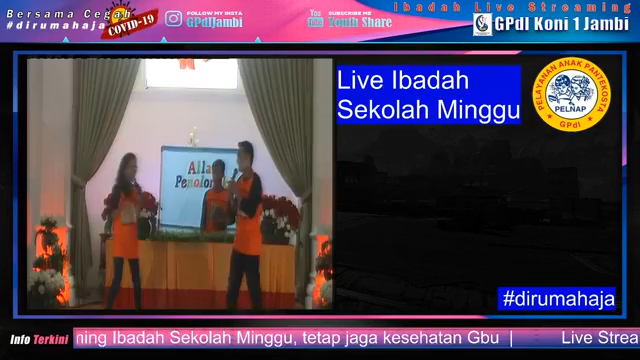 Bersama Cegah
#dirumahaja
COVID-19
FOLLOW MY INSTA
GPdIJambi
You
Tube
SUBSCRIBE ME
Youth Share
Ibadah Live Streaming
GPdI Koni 1 Jambi
Live Ibadah
Sekolah Minggu
PELAYANAN ANAK PANTEKOSTA
PELNAP
GPdI
#dirumahaja
Info Terkini
ning Ibadah Sekolah Minggu, tetap jaga kesehatan Gbu |
Live Strea